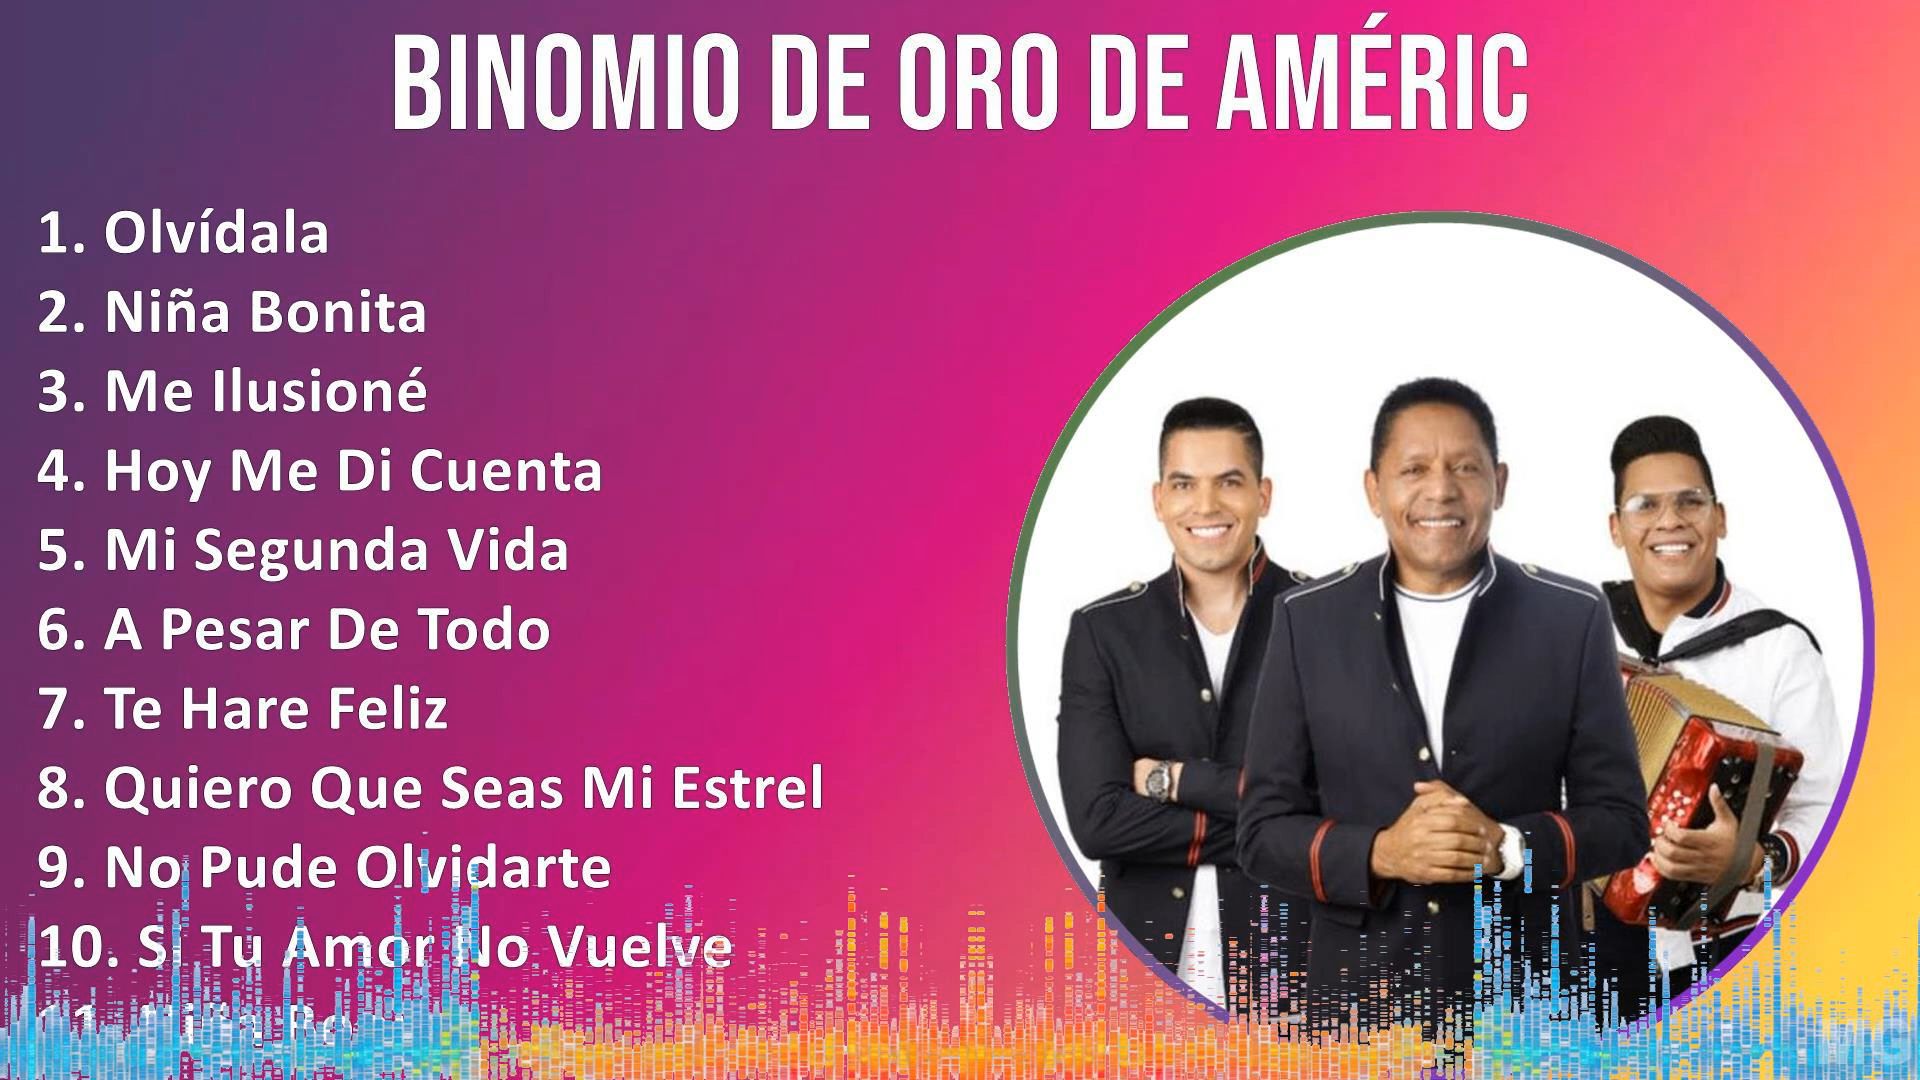 BINOMIO DE ORO DE AMÉRIC
1. Olvídala
2. Niña Bonita
3. Me Ilusioné
4. Hoy Me Di Cuenta
5. Mi Segunda Vida
6. A Pesar De Todo
7. Te Hare Feliz
8. Quiero Que Seas Mi Estrel
9. No Pude Olvidarte
10. Si Tu Amor No Vuelve